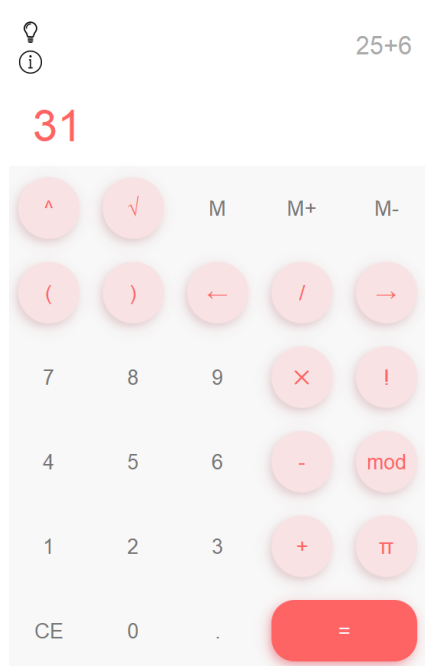 i
25+6
31
^ √ M M+ M-
( ) ← / →
7 8 9 × !
4 5 6 - mod
1 2 3 + π
CE 0 . =